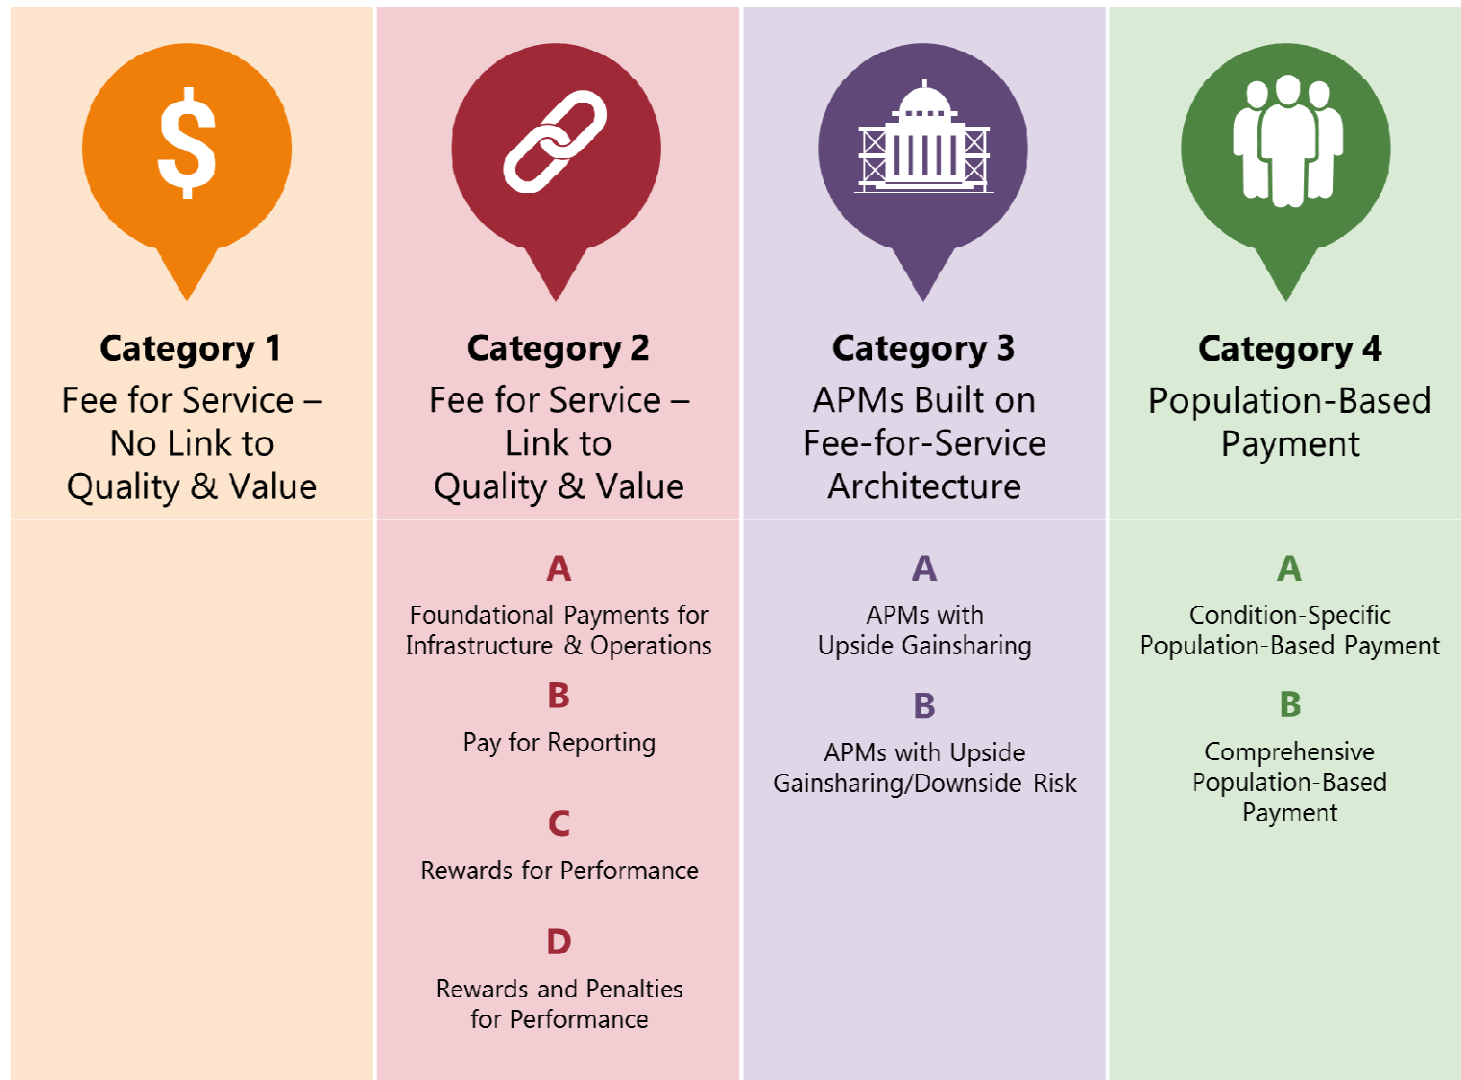 $
Category 1
Fee for Service –
No Link to
Quality & Value
Category 2
Fee for Service –
Link to
Quality & Value
A
Foundational Payments for
Infrastructure & Operations
B
Pay for Reporting
C
Rewards for Performance
D
Rewards and Penalties
for Performance
Category 3
APMs Built on
Fee-for-Service
Architecture
A
APMs with
Upside Gainsharing
B
APMs with Upside
Gainsharing/Downside Risk
Category 4
Population-Based
Payment
A
Condition-Specific
Population-Based Payment
B
Comprehensive
Population-Based
Payment